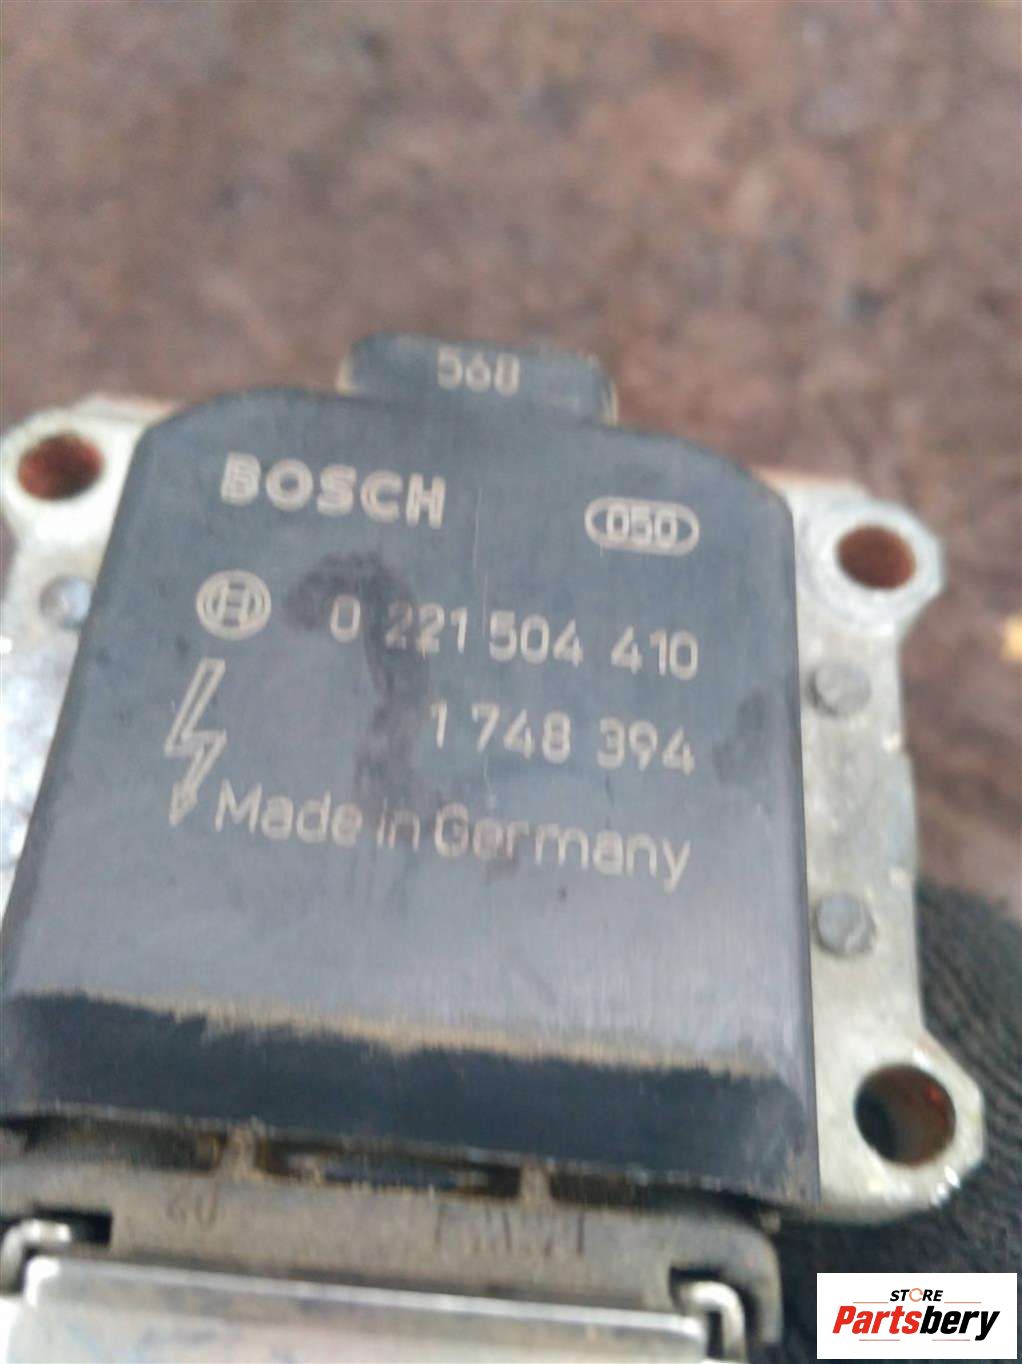 568
BOSCH 050
0 221 504 410
1 748 394
Made in Germany
STORE
Partsbery